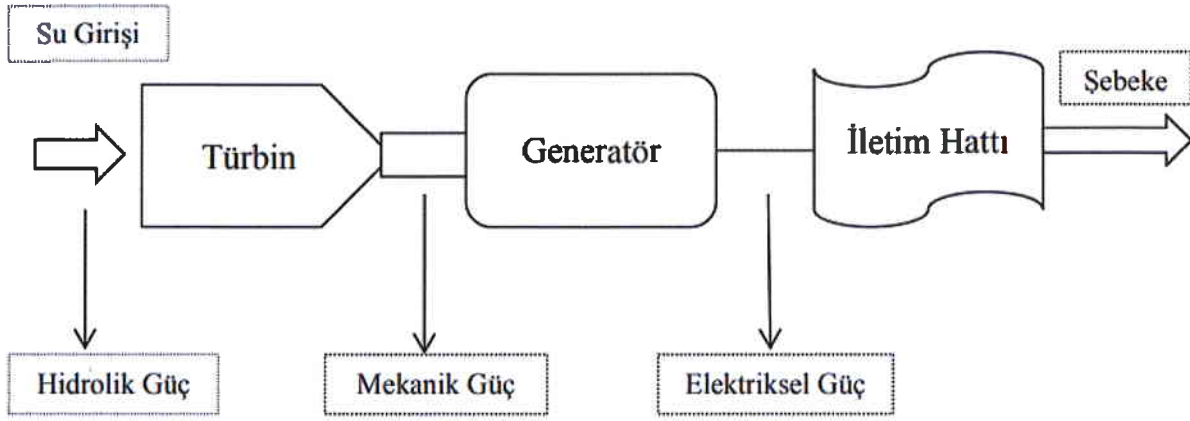 Su Girişi
Şebeke
Türbin
Generatör
İletim Hattı
Hidrolik Güç
Mekanik Güç
Elektriksel Güç